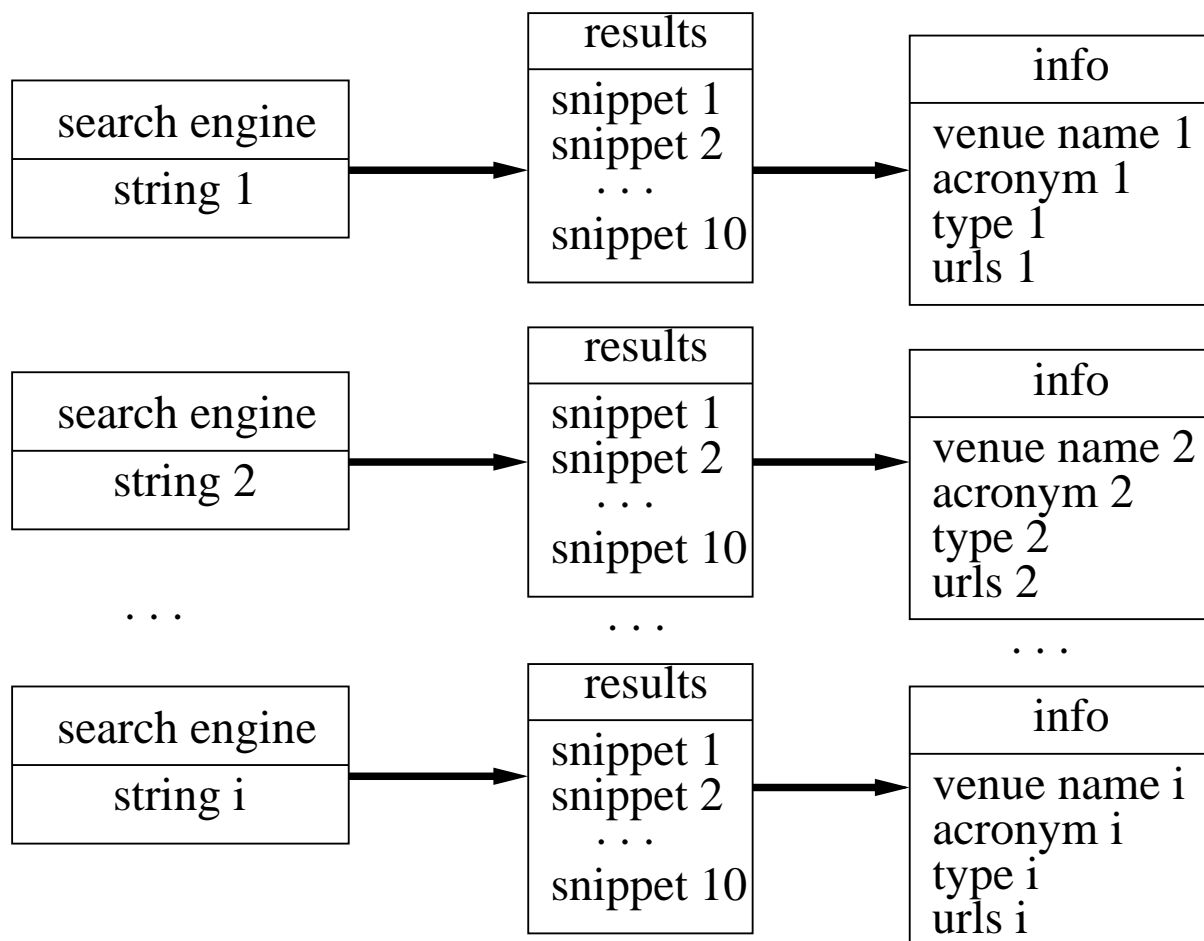 search engine
string 1
results
snippet 1
snippet 2
. . .
snippet 10
info
venue name 1
acronym 1
type 1
urls 1
search engine
string 2
results
snippet 1
snippet 2
. . .
snippet 10
info
venue name 2
acronym 2
type 2
urls 2
. . .
. . .
. . .
search engine
string i
results
snippet 1
snippet 2
. . .
snippet 10
info
venue name i
acronym i
type i
urls i